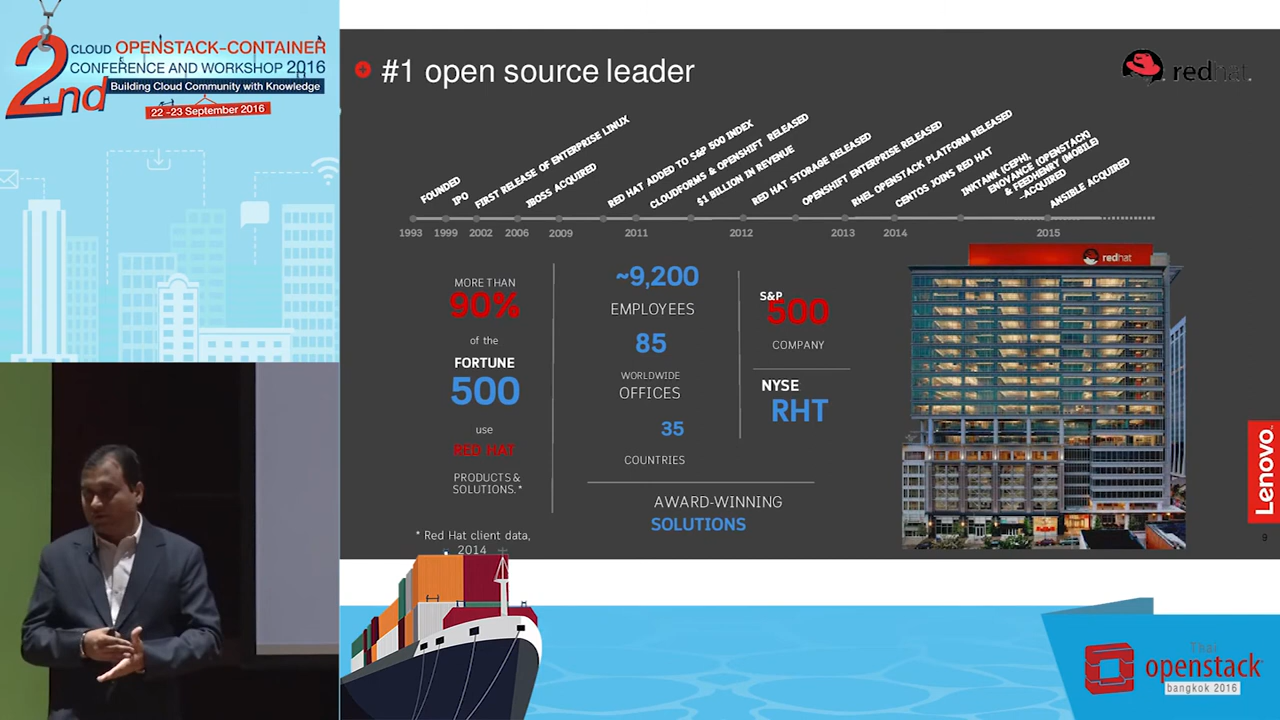 2nd
CLOUD OPENSTACK-CONTAINER
CONFERENCE AND WORKSHOP 2016
Building Cloud Community with Knowledge
22 -23 September 2016
#1 open source leader
redhat.
FOUNDED
IPO
FIRST RELEASE OF ENTERPRISE LINUX
JBOSS ACQUIRED
RED HAT ADDED TO S&P 500 INDEX
CLOUDFORMS & OPENSHIFT RELEASED
$1 BILLION IN REVENUE
RED HAT STORAGE RELEASED
OPENSHIFT ENTERPRISE RELEASED
RHEL OPENSTACK PLATFORM RELEASED
CENTOS JOINS RED HAT
INKTANK (CEPH),
ENOVANCE (OPENSTACK)
& FEEDHENRY (MOBILE)
–ACQUIRED
ANSIBLE ACQUIRED
1993 1999 2002 2006 2009 2011 2012 2013 2014 2015
MORE THAN
90%
of the
FORTUNE
500
use
RED HAT
PRODUCTS &
SOLUTIONS. *
* Red Hat client data,
2014
~9,200
EMPLOYEES
85
WORLDWIDE
OFFICES
35
COUNTRIES
AWARD-WINNING
SOLUTIONS
S&P
500
COMPANY
NYSE
RHT
redhat
Lenovo
9
Thai
openstack
bangkok 2016